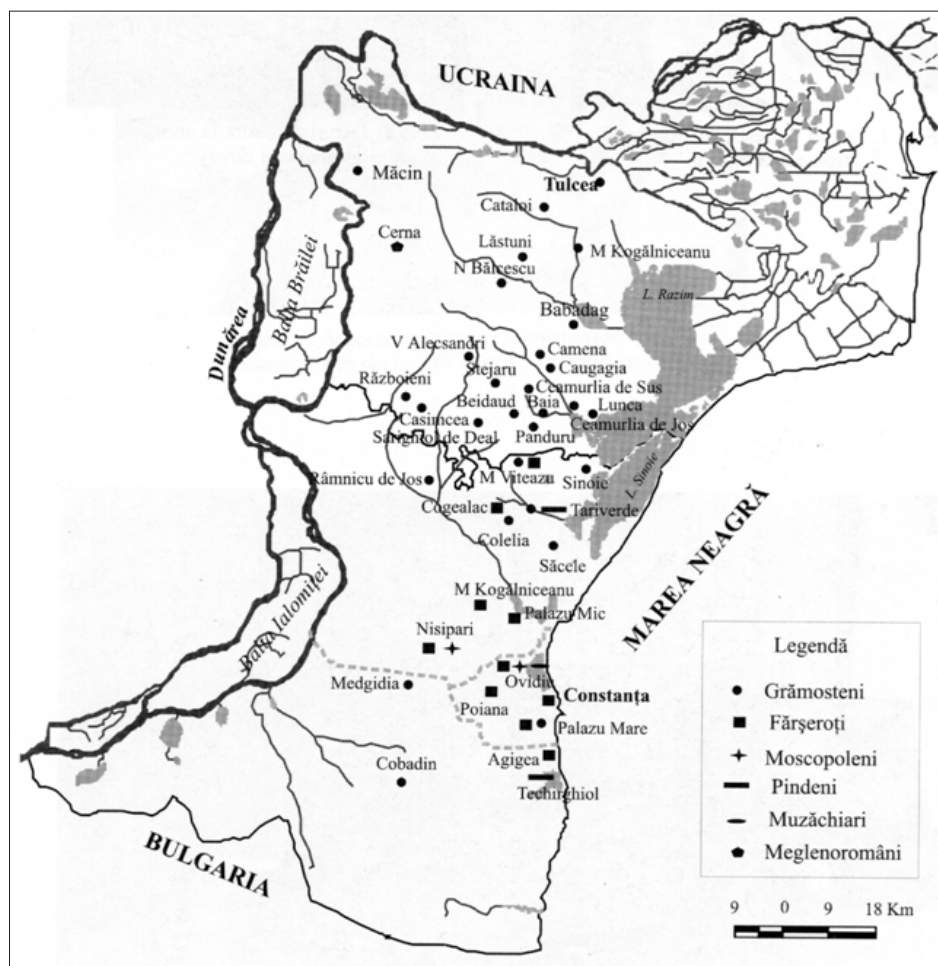 UCRAINA
Măcin
Tulcea
Cataloi
Cerna
Lăstuni
M Kogălniceanu
N Bălcescu
L. Razim
Balta Brăilei
Babadag
Dunărea
V Alecsandri
Camena
Stejaru
Caugagia
Războieni
Ceamurlia de Sus
Beidaud
Baia
Lunca
Casimcea
Ceamurlia de Jos
Sarighiol de Deal
Panduru
Râmnicu de Jos
M Viteazu
Sinoie
L. Sinoie
Cogealac
Tariverde
Colelia
Săcele
MAREA NEAGRĂ
M Kogălniceanu
Palazu Mic
Balta Ialomiței
Nisipari
Ovidiu
Medgidia
Poiana
Constanța
Palazu Mare
Agigea
Cobadin
Techirghiol
BULGARIA
Legendă
Grămosteni
Fărșeroți
Moscopoleni
Pindeni
Muzăchiari
Meglenoromâni
9 0 9 18 Km